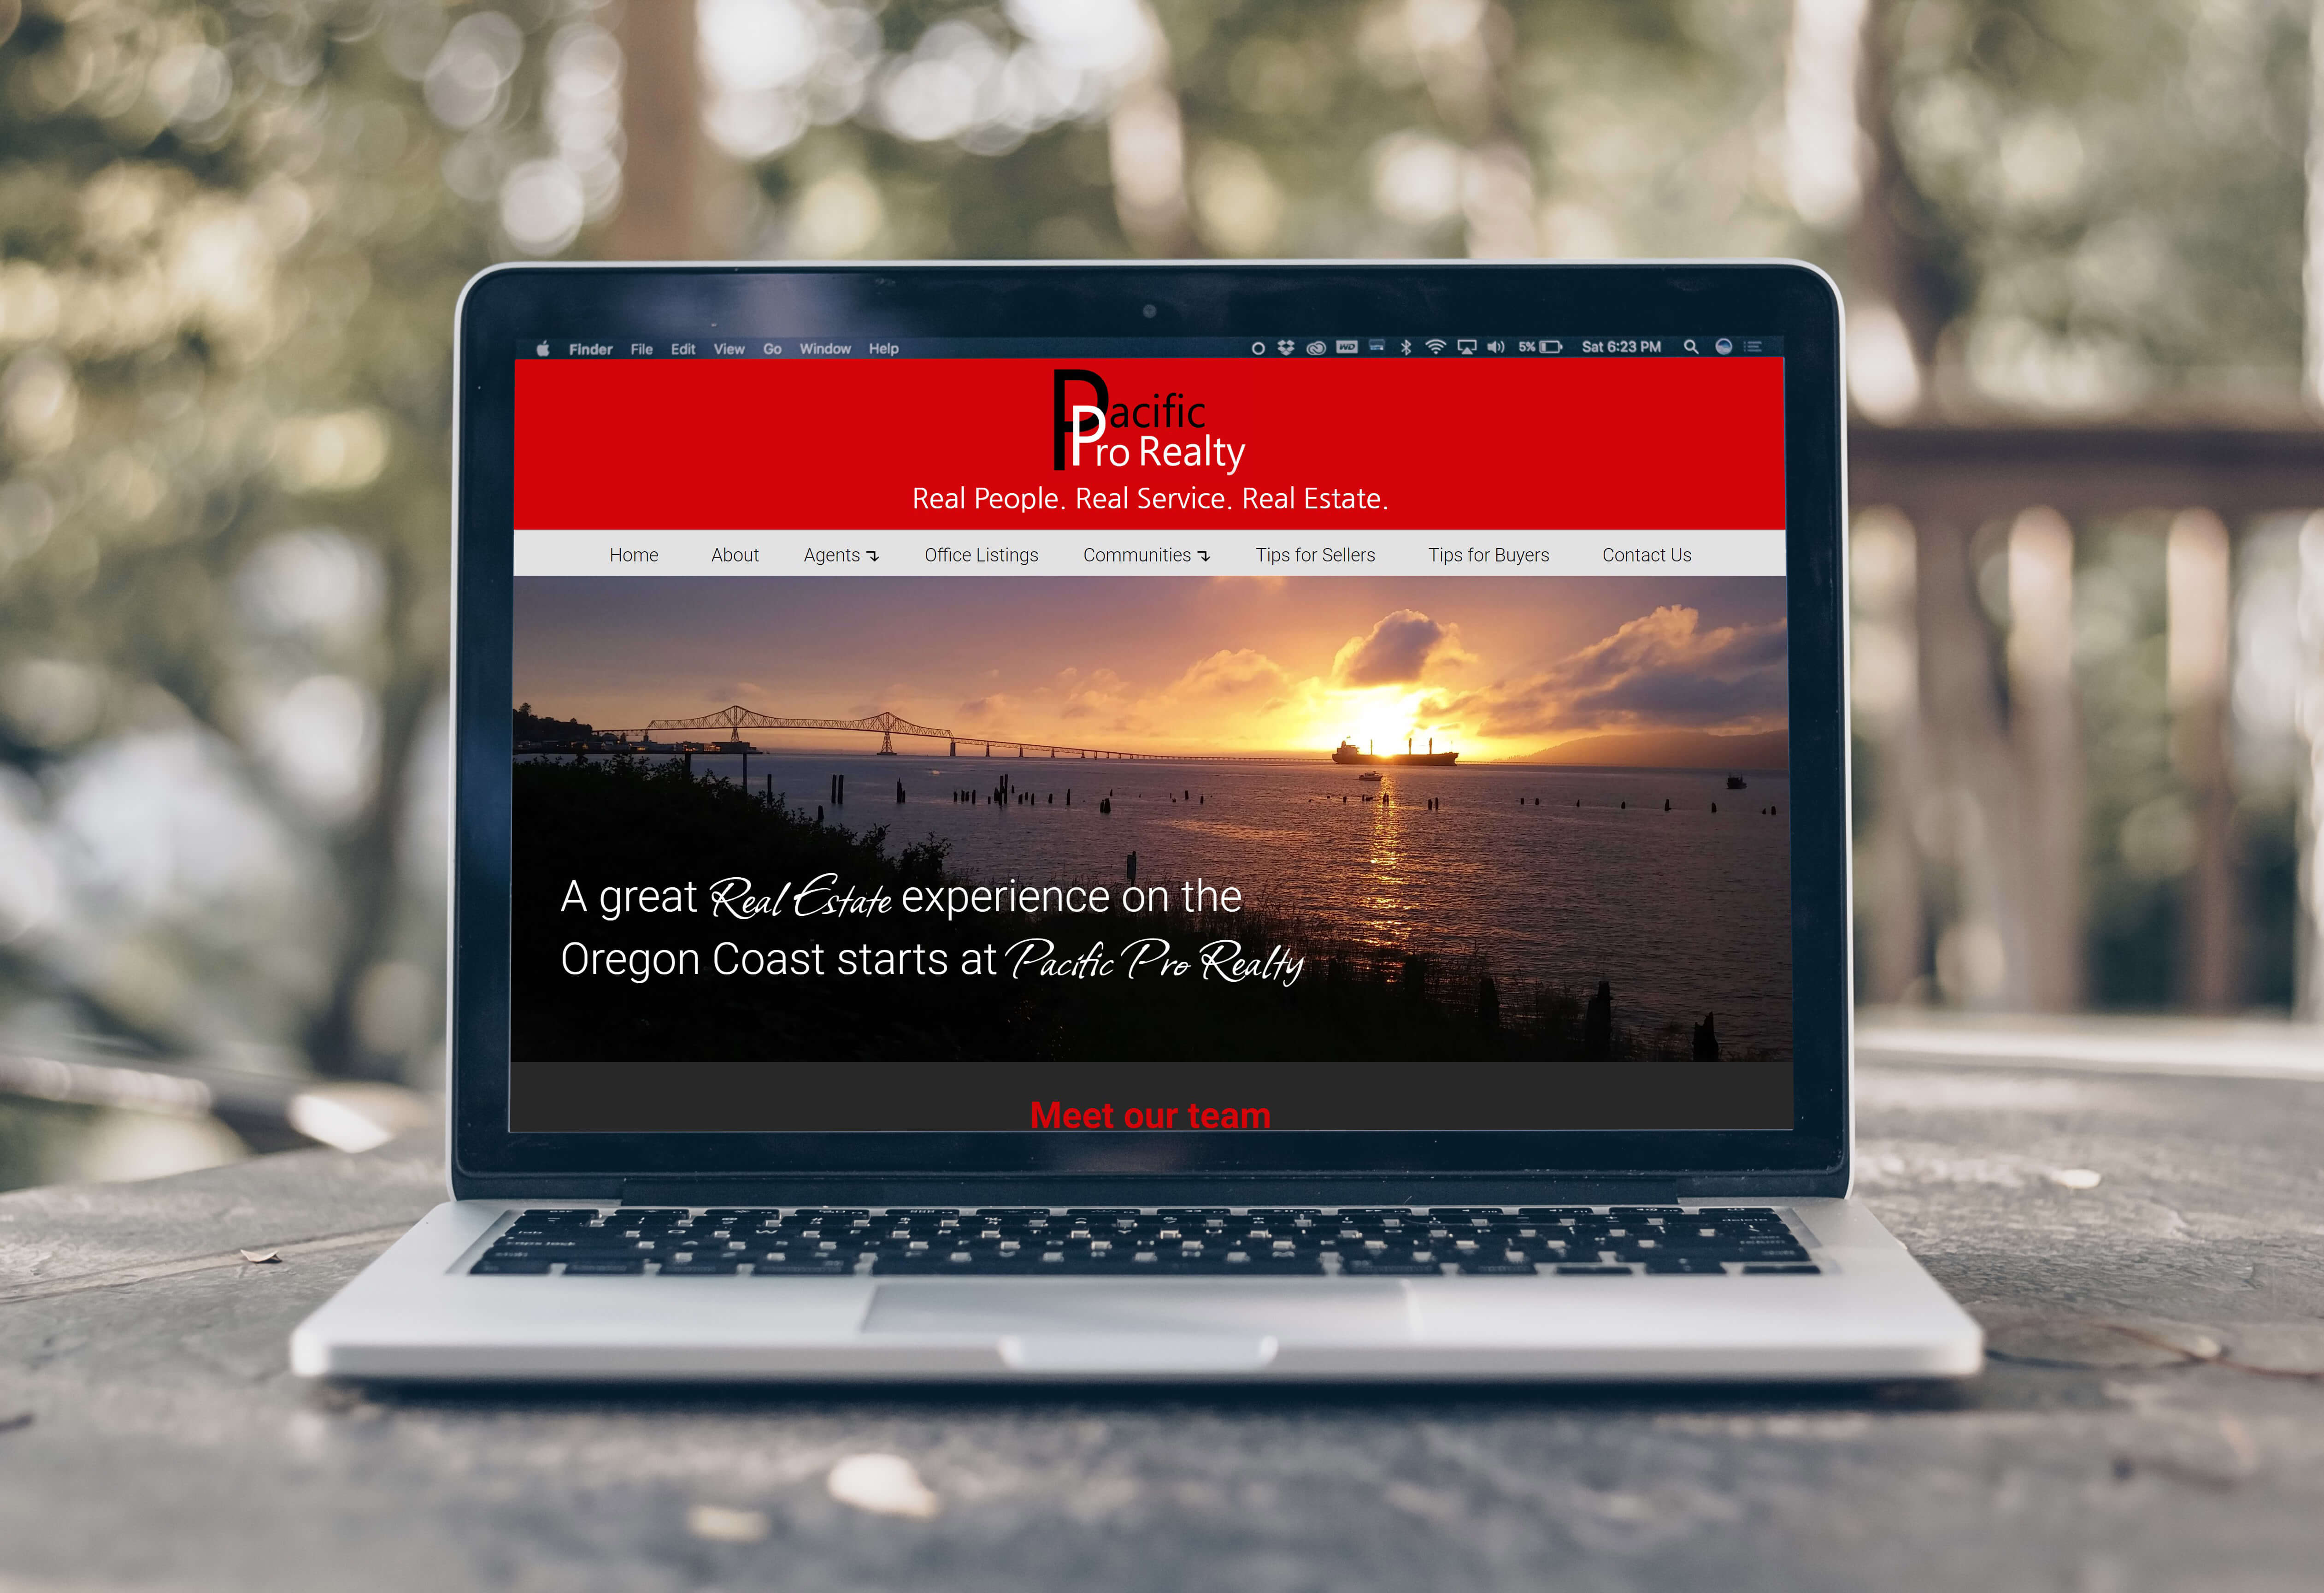 Finder File Edit View Go Window Help WD 5% Sat 6:23 PM
Pacific
Pro Realty
Real People. Real Service. Real Estate.
Home About Agents Office Listings Communities Tips for Sellers Tips for Buyers Contact Us
A great Real Estate experience on the
Oregon Coast starts at Pacific Pro Realty
Meet our team